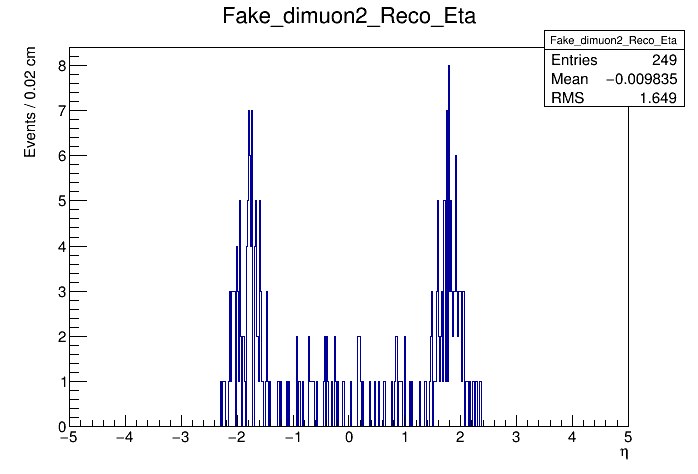 Fake_dimuon2_Reco_Eta
Fake_dimuon2_Reco_Eta
Entries 249
Mean −0.009835
RMS 1.649
Events / 0.02 cm
8
7
6
5
4
3
2
1
0
−5 −4 −3 −2 −1 0 1 2 3 4 5
η